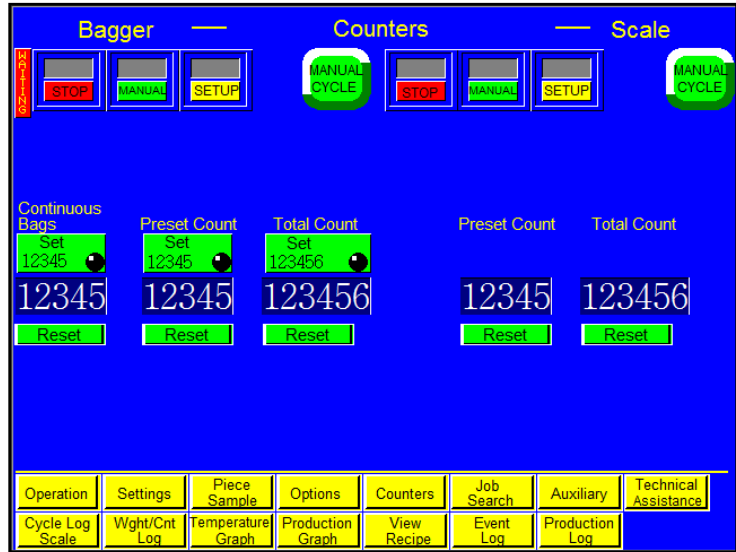 Bagger — Counters — Scale
WAITING
STOP MANUAL SETUP MANUAL CYCLE STOP MANUAL SETUP MANUAL CYCLE
Continuous Bags Preset Count Total Count Preset Count Total Count
Set Set Set
12345 12345 123456
12345 12345 123456 12345 123456
Reset Reset Reset Reset Reset
Operation Settings Piece Sample Options Counters Job Search Auxiliary Technical Assistance
Cycle Log Scale Wght/Cnt Log Temperature Graph Production Graph View Recipe Event Log Production Log